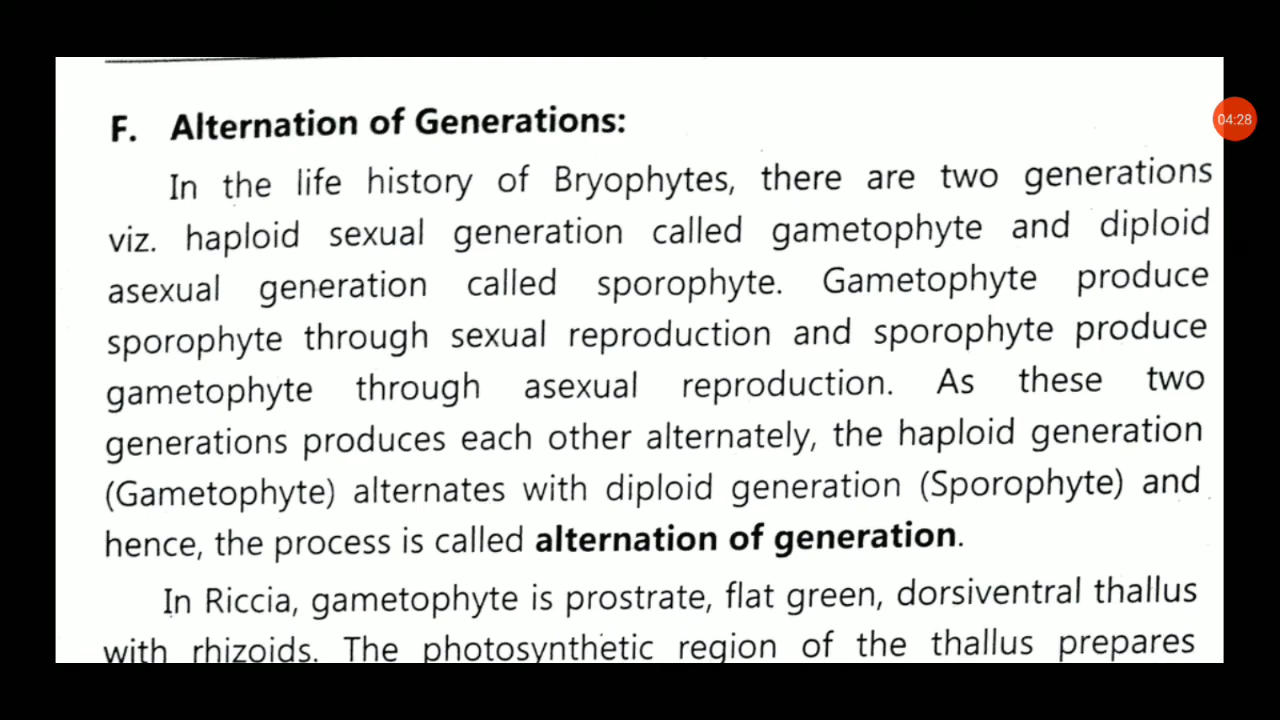 F. Alternation of Generations:
04:28
In the life history of Bryophytes, there are two generations
viz. haploid sexual generation called gametophyte and diploid
asexual generation called sporophyte. Gametophyte produce
sporophyte through sexual reproduction and sporophyte produce
gametophyte through asexual reproduction. As these two
generations produces each other alternately, the haploid generation
(Gametophyte) alternates with diploid generation (Sporophyte) and
hence, the process is called alternation of generation.
In Riccia, gametophyte is prostrate, flat green, dorsiventral thallus
with rhizoids. The photosynthetic region of the thallus prepares